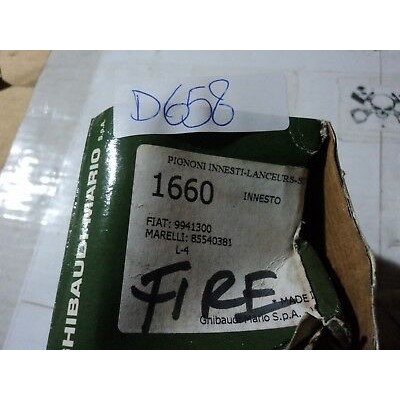 D658
GHIBAUDI MARIO S.p.A.
PIGNONI INNESTI-LANCEURS-
1660 INNESTO
FIAT: 9941300
MARELLI: 85540381
L-4
FIRE
* MADE
Ghibaudi Mario S.p.A.